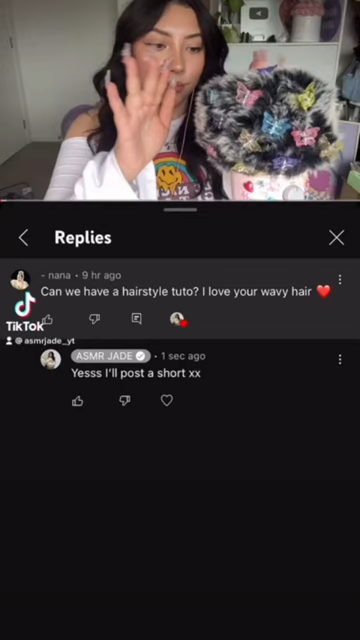 Replies
- nana • 9 hr ago
Can we have a hairstyle tuto? I love your wavy hair ❤️
TikTok
@ asmrjade_yt
ASMR JADE • 1 sec ago
Yesss I'll post a short xx